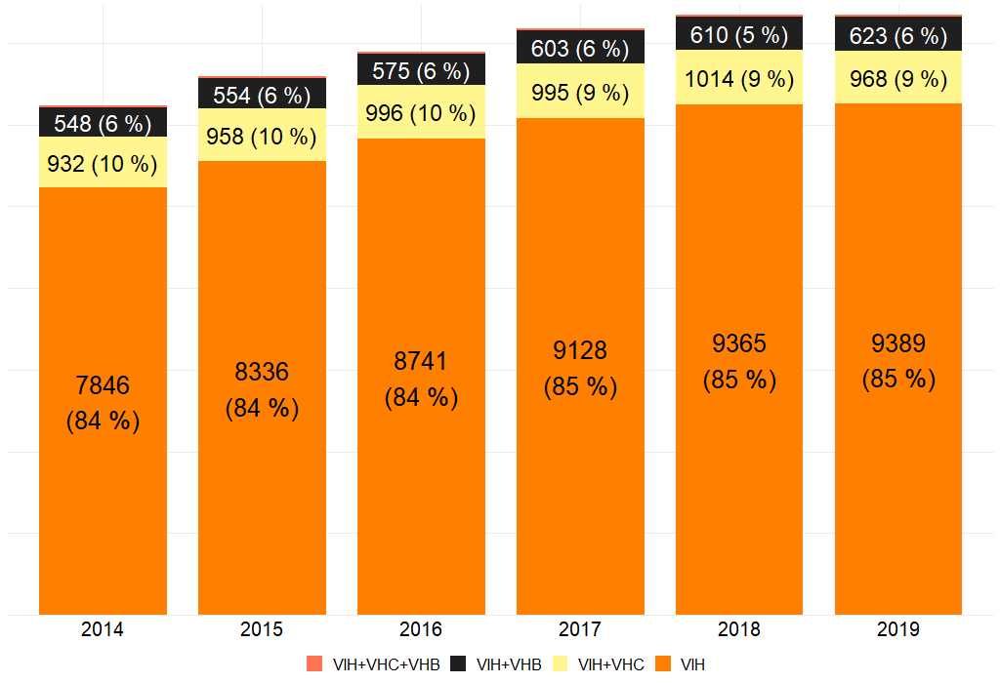 548 (6 %)
932 (10 %)
7846
(84 %)
554 (6 %)
958 (10 %)
8336
(84 %)
575 (6 %)
996 (10 %)
8741
(84 %)
603 (6 %)
995 (9 %)
9128
(85 %)
610 (5 %)
1014 (9 %)
9365
(85 %)
623 (6 %)
968 (9 %)
9389
(85 %)
2014 2015 2016 2017 2018 2019
VIH+VHC+VHB VIH+VHB VIH+VHC VIH